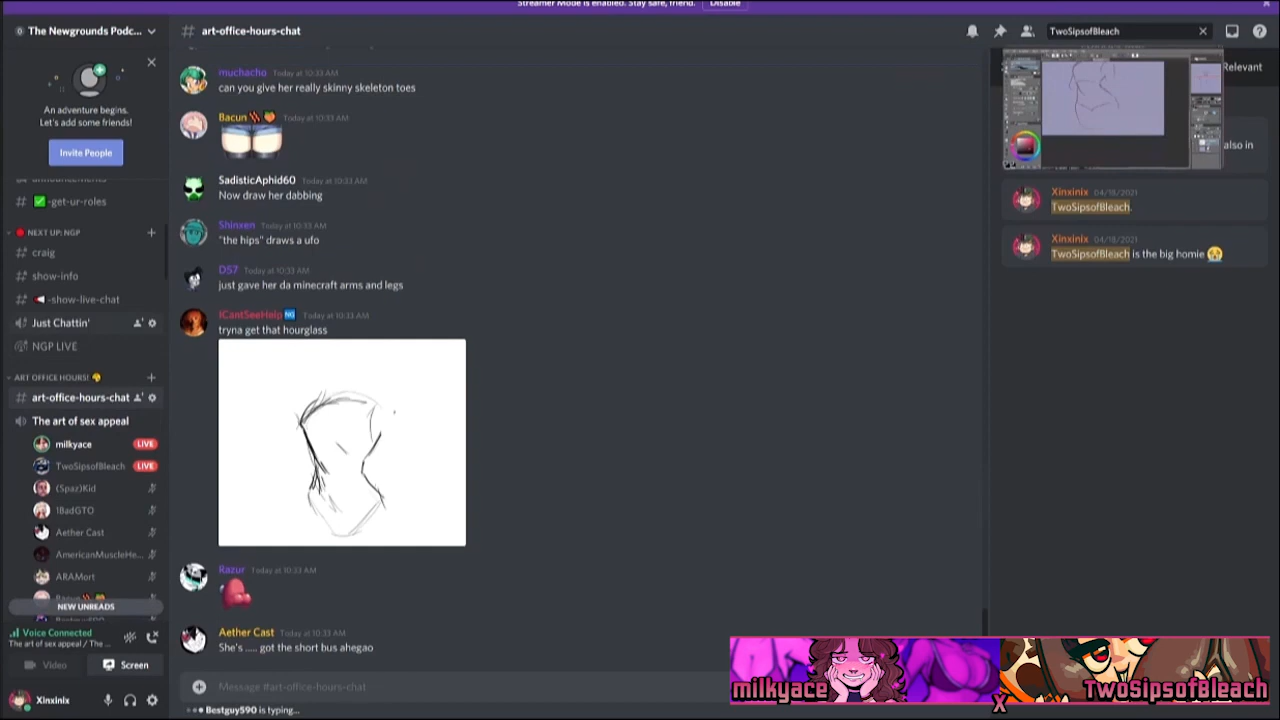 Streamer Mode is enabled. Stay safe, friend.
Disable
The Newgrounds Podc...
# art-office-hours-chat
TwoSipsofBleach
An adventure begins.
Let's add some friends!
Invite People
announcements
# ✅-get-ur-roles
NEXT UP: NGP
craig
show-info
-show-live-chat
Just Chattin'
NGP LIVE
ART OFFICE HOURS!
# art-office-hours-chat
The art of sex appeal
milkyace LIVE
TwoSipsofBleach LIVE
(Spaz)Kid
18adGTO
Aether Cast
AmericanMuscleHe...
ARAMort
NEW UNREADS
Voice Connected
The art of sex appeal / The ...
Video
Screen
Xinxinix
muchacho Today at 10:33 AM
can you give her really skinny skeleton toes
Bacun Today at 10:33 AM
SadisticAphid60 Today at 10:33 AM
Now draw her dabbing
Shinxen Today at 10:33 AM
"the hips" draws a ufo
D57 Today at 10:33 AM
just gave her da minecraft arms and legs
ICantSeeHelp NG Today at 10:33 AM
tryna get that hourglass
Razur Today at 10:33 AM
Aether Cast Today at 10:33 AM
She's ..... got the short bus ahegao
Message #art-office-hours-chat
Bestguy590 is typing...
Relevant
also in
Xinxinix 04/18/2021
TwoSipsofBleach.
Xinxinix 04/18/2021
TwoSipsofBleach is the big homie 😭
milkyace
X
TwoSipsofBleach